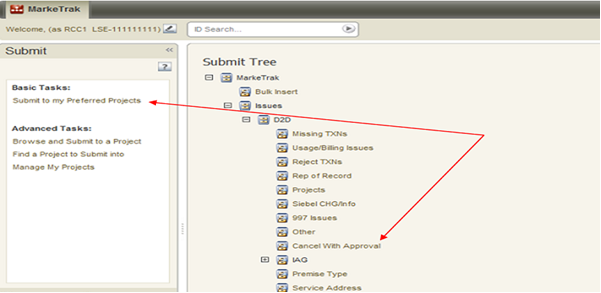 MarkeTrak
Welcome, (as RCC1 LSE-111111111)
ID Search...
Submit
Basic Tasks:
Submit to my Preferred Projects
Advanced Tasks:
Browse and Submit to a Project
Find a Project to Submit into
Manage My Projects
Submit Tree
MarkeTrak
Bulk Insert
Issues
D2D
Missing TXNs
Usage/Billing Issues
Reject TXNs
Rep of Record
Projects
Siebel CHG/Info
997 Issues
Other
Cancel With Approval
IAG
Premise Type
Service Address